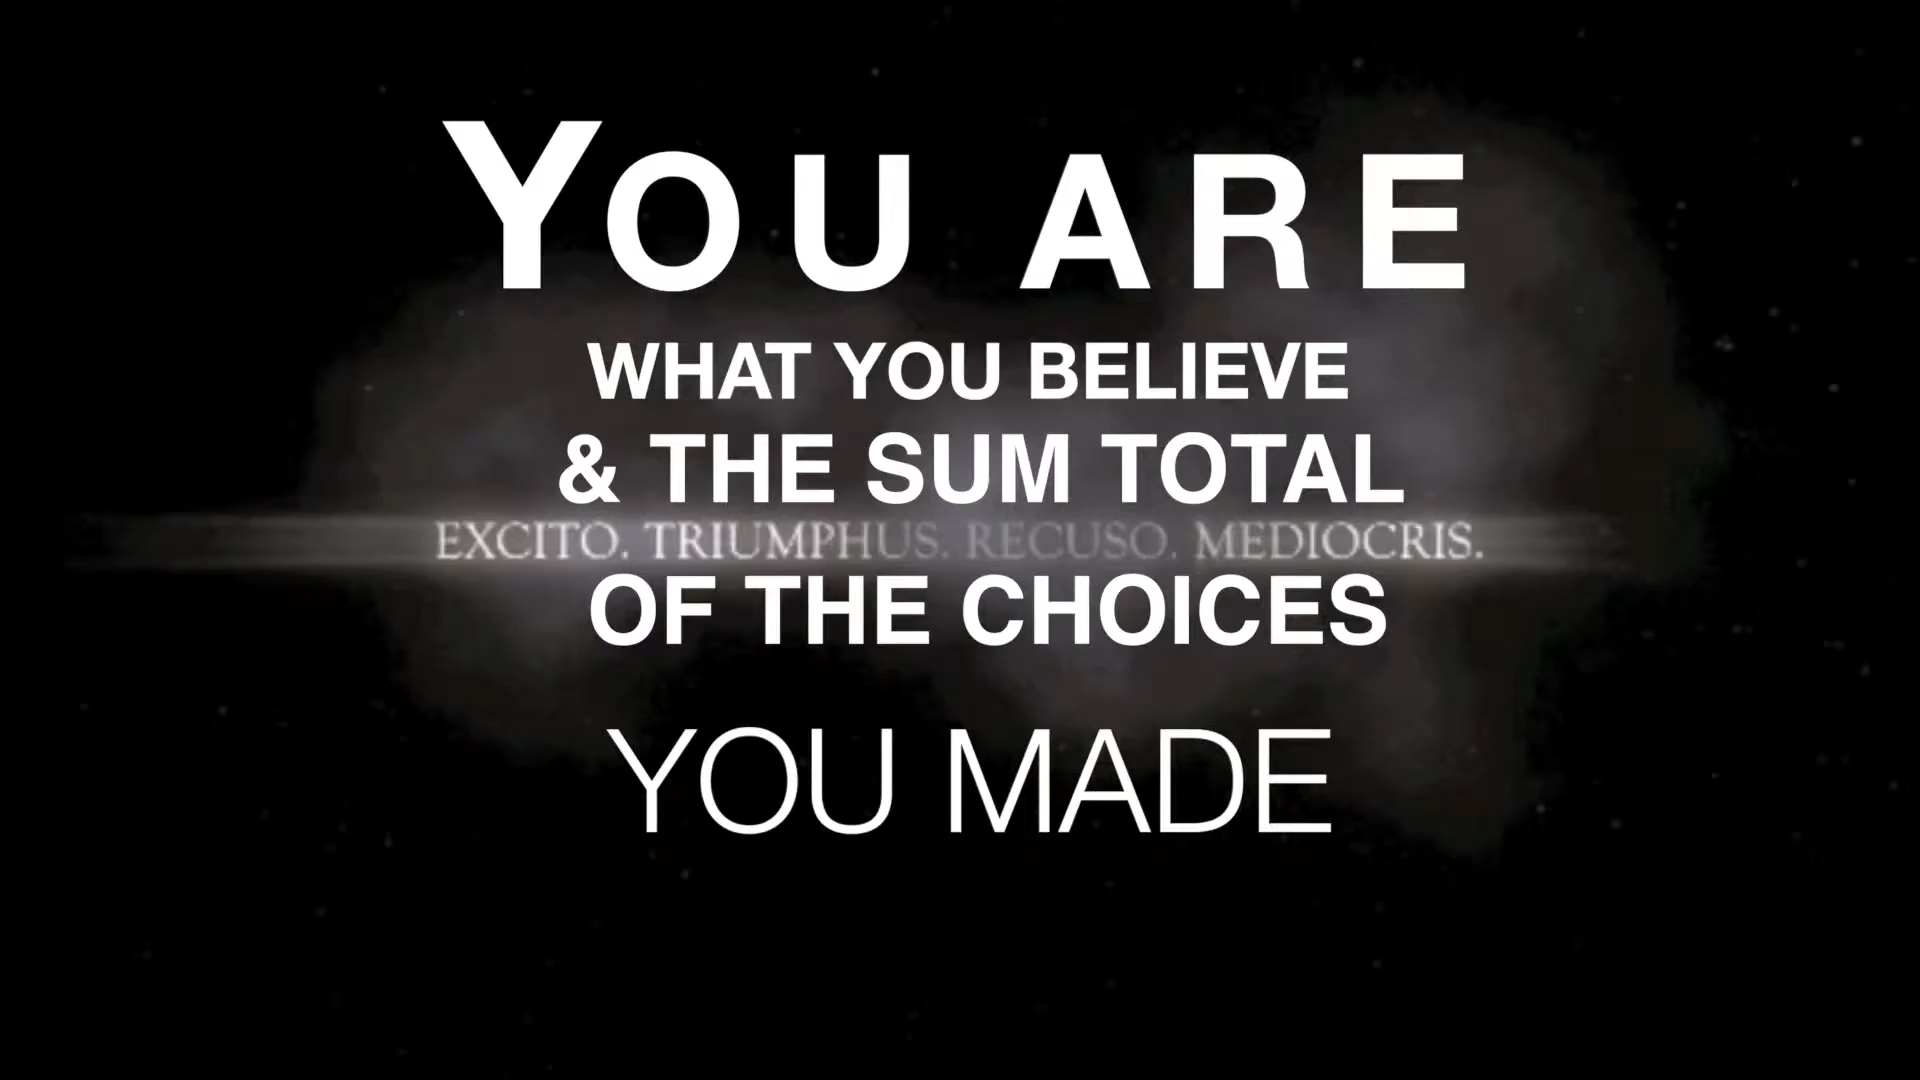 YOU ARE
WHAT YOU BELIEVE
& THE SUM TOTAL
EXCITO. TRIUMPHUS. RECUSO. MEDIOCRIS.
OF THE CHOICES
YOU MADE